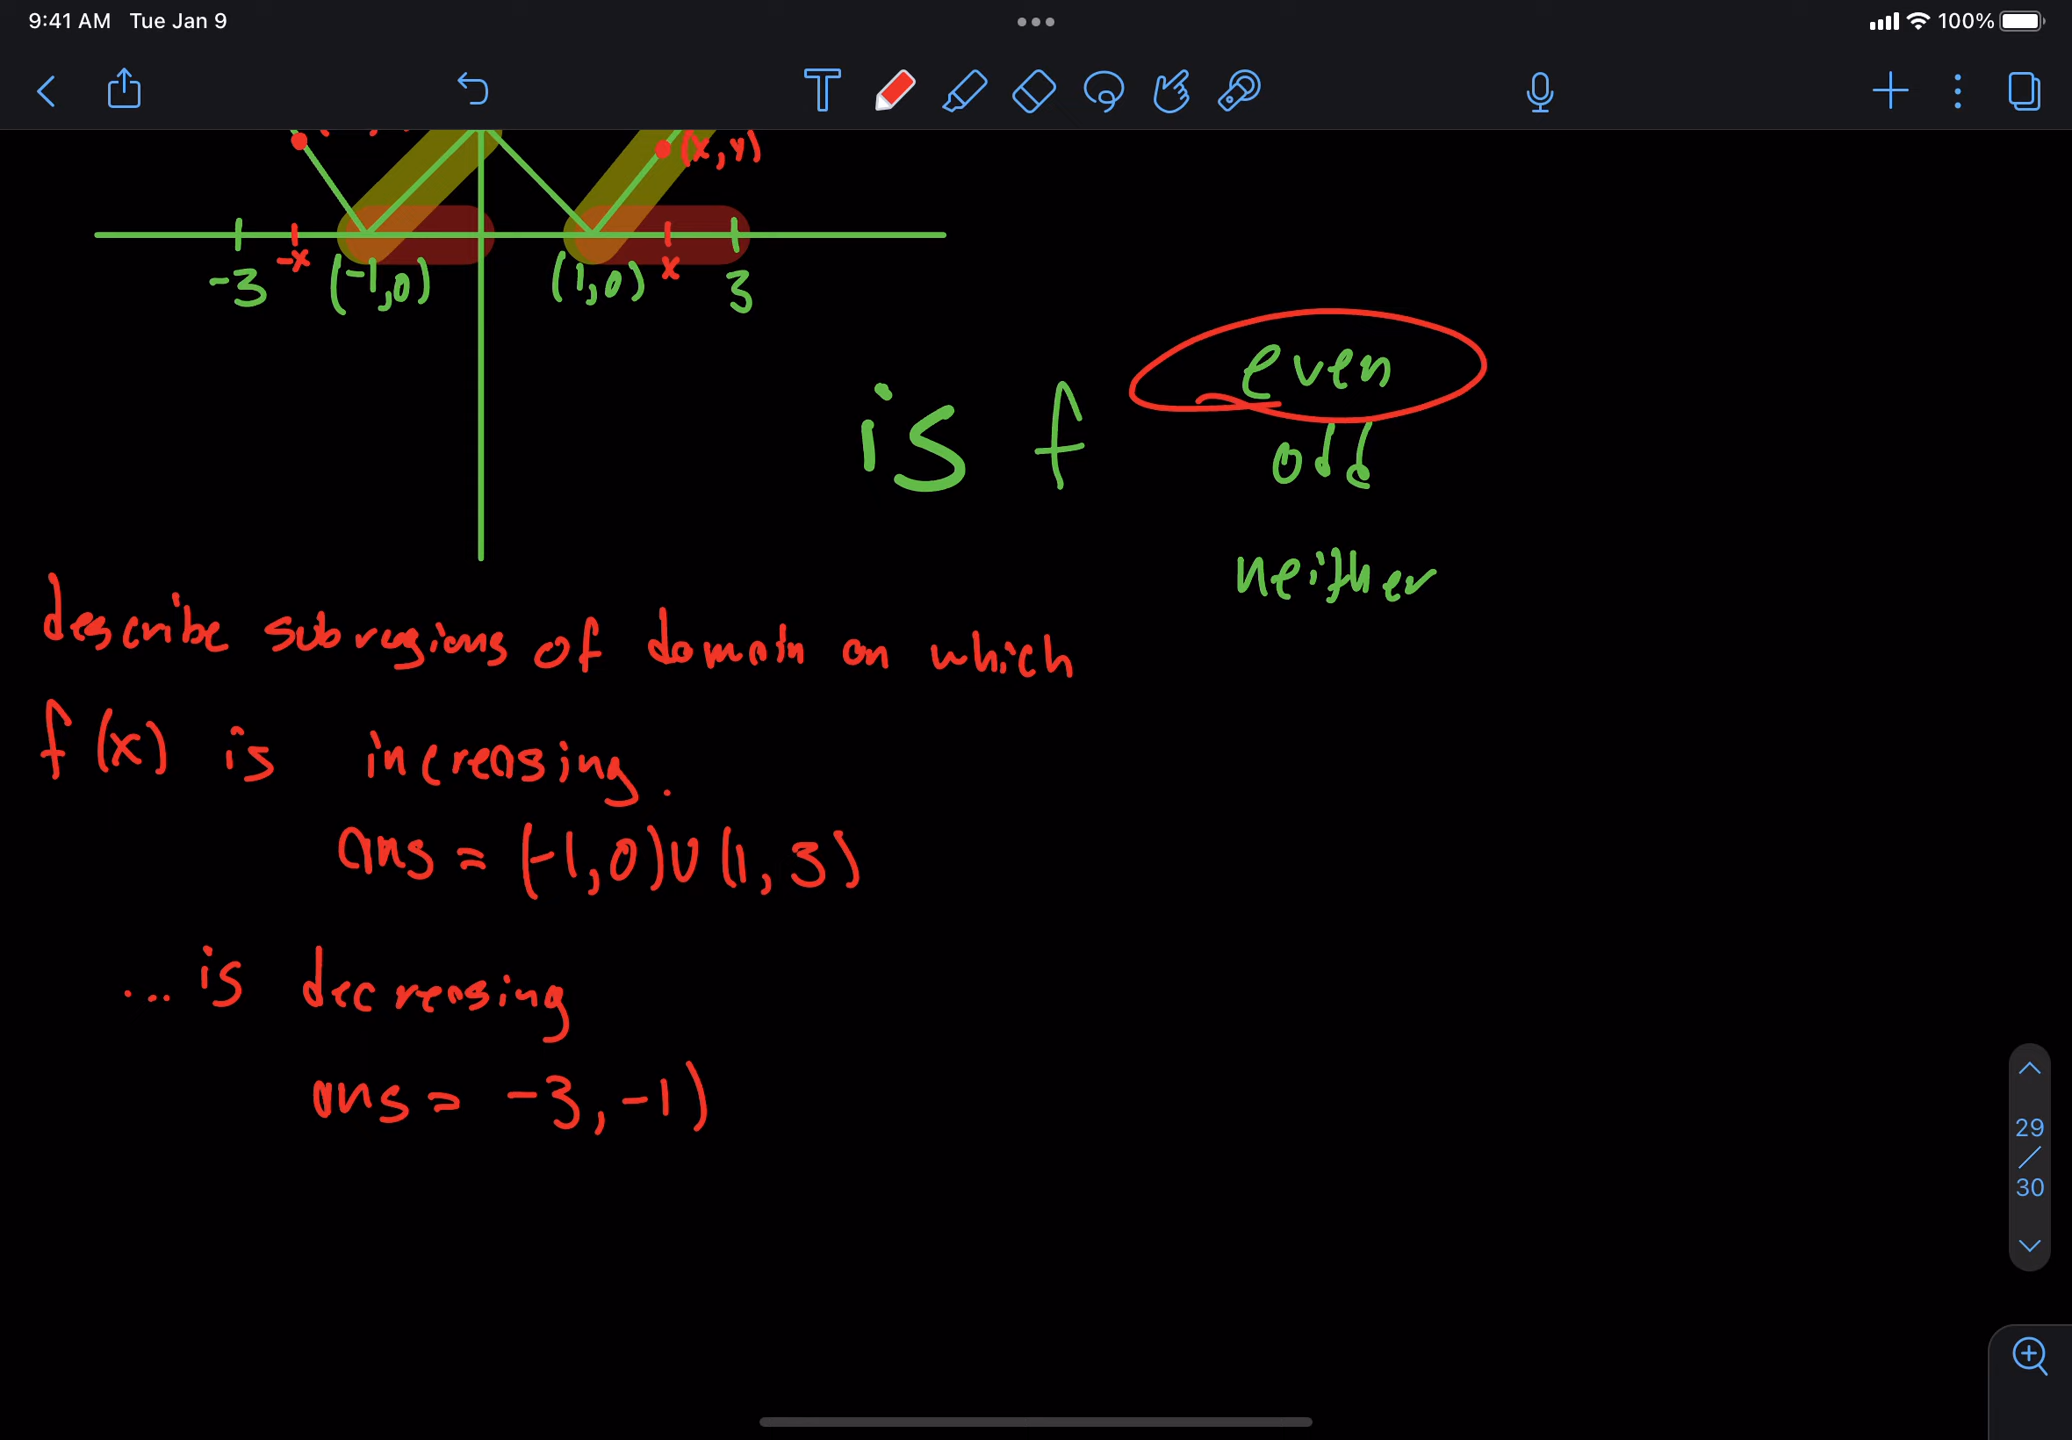 9:41 AM Tue Jan 9
100%
(x,y)
-3
-x
(-1,0)
(1,0)
x
3
is f
even
odd
neither
describe subregions of domain on which
f(x) is increasing.
ans = (-1,0)∪(1,3)
... is decreasing
ans = -3,-1)
29
/
30